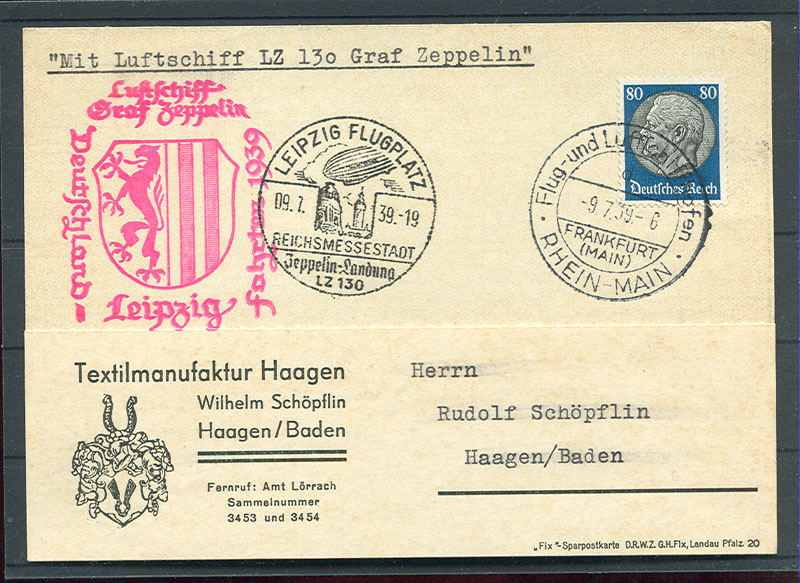 "Mit Luftschiff LZ 130 Graf Zeppelin"
Luftschiff
Graf Zeppelin
Deutschland-
Fahrten 1939
Leipzig
LEIPZIG FLUGPLATZ
09.7. 39.-19
REICHSMESSESTADT
Zeppelin-Landung
LZ 130
80 80
Deutsches Reich
Flug- und Luftschiffhafen
-9.7.39.-6
FRANKFURT
(MAIN)
RHEIN-MAIN
Textilmanufaktur Haagen
Wilhelm Schöpflin
Haagen/Baden
Fernruf: Amt Lörrach
Sammelnummer
3453 und 3454
Herrn
Rudolf Schöpflin
Haagen/Baden
„Fix"-Sparpostkarte D.R.W.Z. G.H.Fix, Landau Pfalz. 20